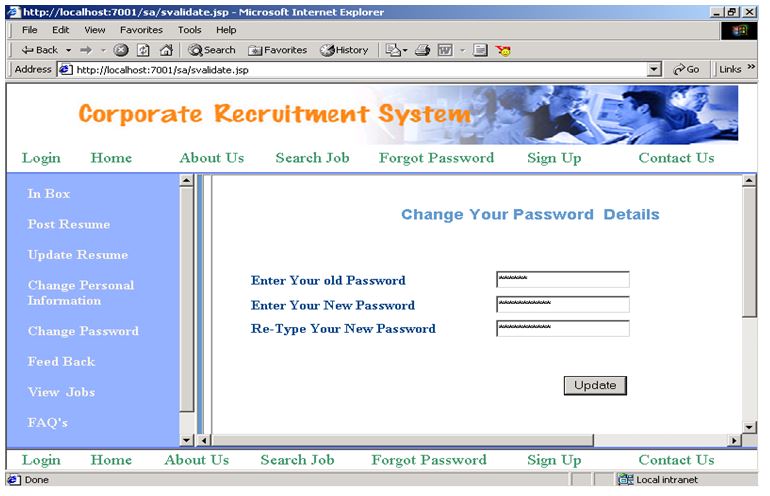 http://localhost:7001/sa/svalidate.jsp - Microsoft Internet Explorer
File Edit View Favorites Tools Help
Back Search Favorites History
Address http://localhost:7001/sa/svalidate.jsp Go Links »
Corporate Recruitment System
Login Home About Us Search Job Forgot Password Sign Up Contact Us
In Box
Post Resume
Update Resume
Change Personal
Information
Change Password
Feed Back
View Jobs
FAQ's
Change Your Password Details
Enter Your old Password ******
Enter Your New Password **********
Re-Type Your New Password **********
Update
Login Home About Us Search Job Forgot Password Sign Up Contact Us
Done Local intranet